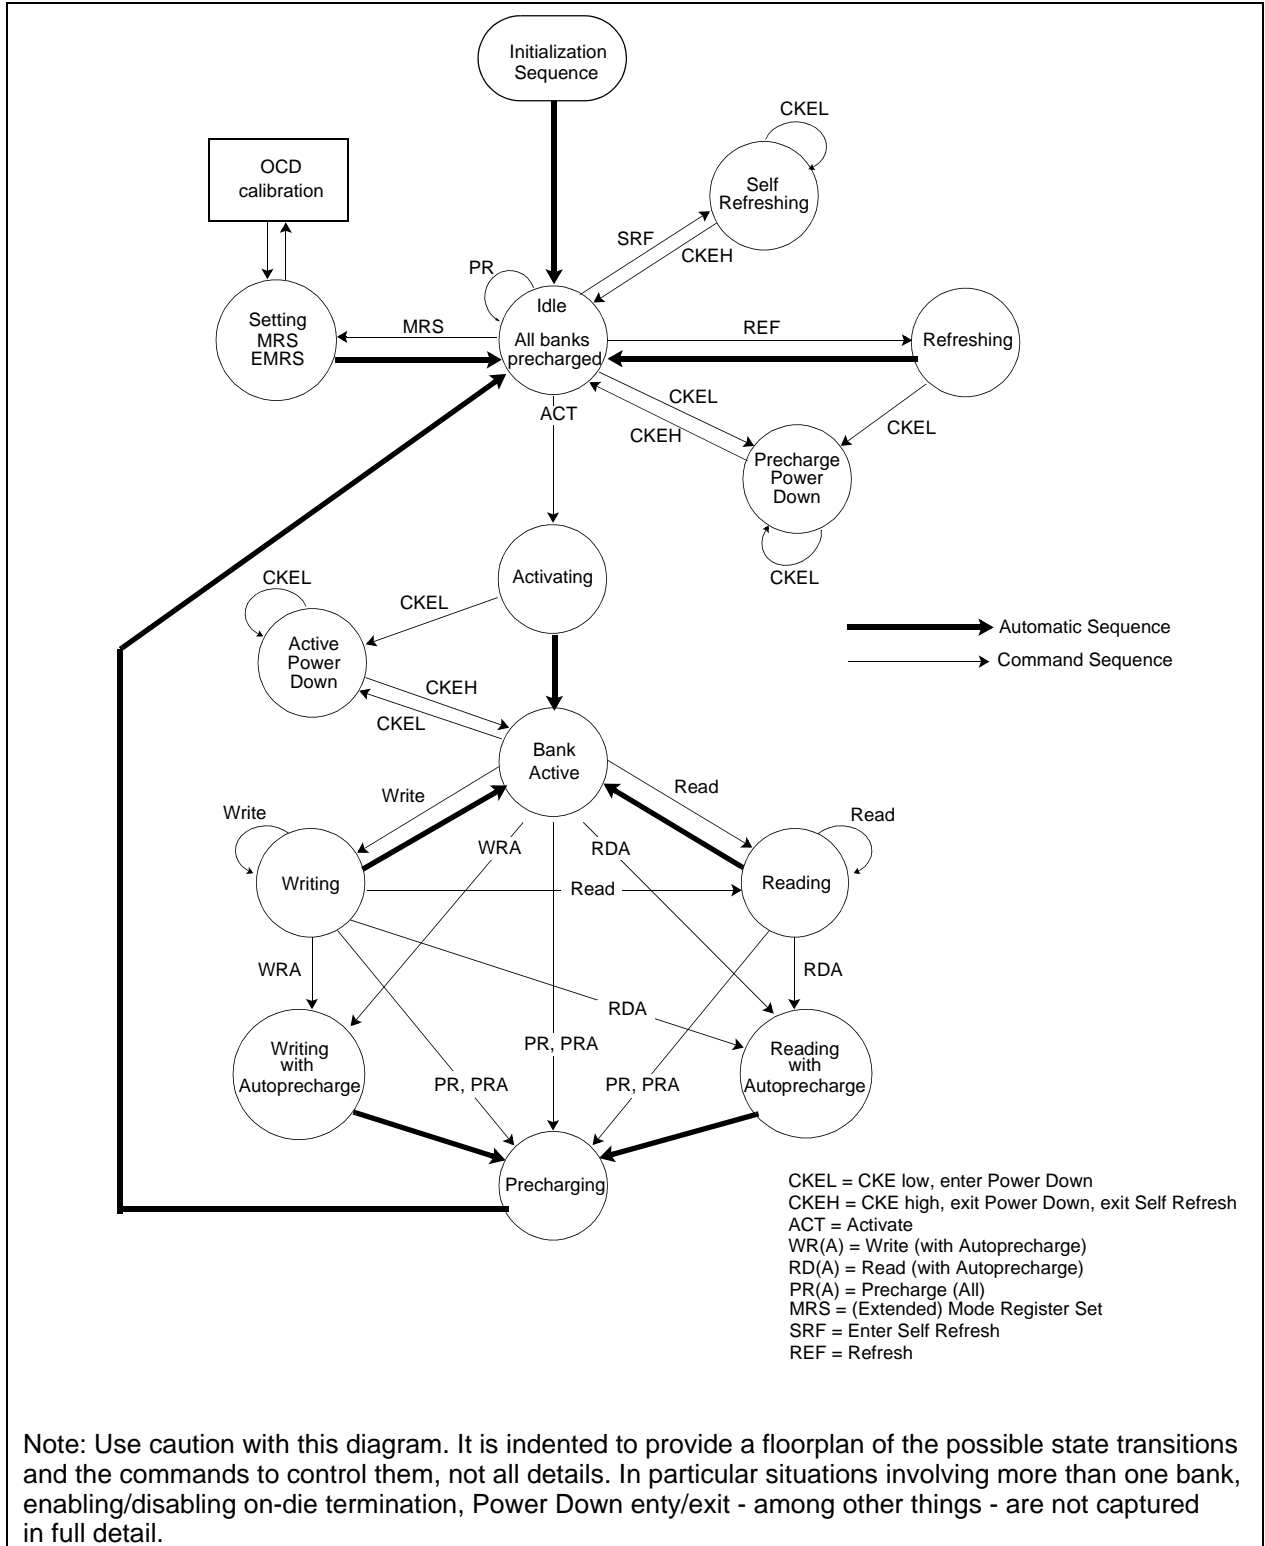 Initialization
Sequence
CKEL
OCD
calibration
Self
Refreshing
SRF
CKEH
PR
Idle
Setting
MRS
EMRS
MRS
All banks
precharged
REF
Refreshing
CKEL
ACT
CKEH
CKEL
Precharge
Power
Down
CKEL
Activating
CKEL
CKEL
Active
Power
Down
Automatic Sequence
Command Sequence
CKEH
CKEL
Bank
Active
Write
Read
Write
Read
WRA
RDA
Writing
Read
Reading
WRA
RDA
RDA
Writing
with
Autoprecharge
PR, PRA
Reading
with
Autoprecharge
PR, PRA
PR, PRA
Precharging
CKEL = CKE low, enter Power Down
CKEH = CKE high, exit Power Down, exit Self Refresh
ACT = Activate
WR(A) = Write (with Autoprecharge)
RD(A) = Read (with Autoprecharge)
PR(A) = Precharge (All)
MRS = (Extended) Mode Register Set
SRF = Enter Self Refresh
REF = Refresh
Note: Use caution with this diagram. It is indented to provide a floorplan of the possible state transitions
and the commands to control them, not all details. In particular situations involving more than one bank,
enabling/disabling on-die termination, Power Down enty/exit - among other things - are not captured
in full detail.